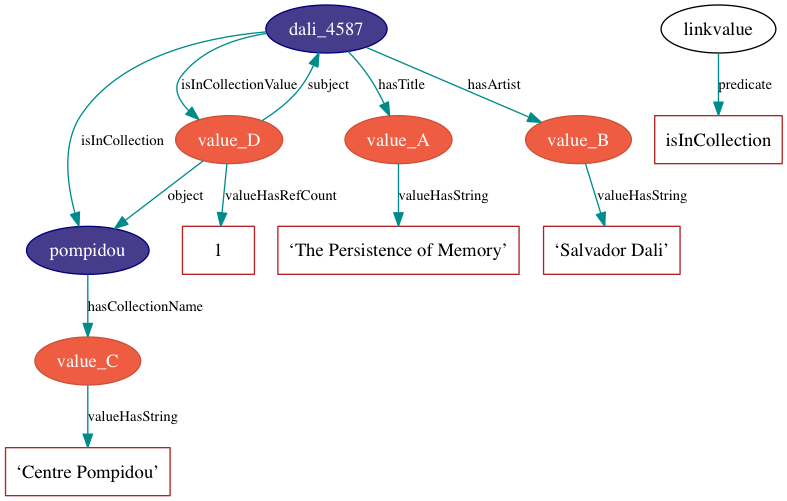 dali_4587
linkvalue
isInCollectionValue
subject
hasTitle
hasArtist
predicate
isInCollection
value_D
value_A
value_B
isInCollection
object
valueHasRefCount
valueHasString
valueHasString
pompidou
1
‘The Persistence of Memory’
‘Salvador Dali’
hasCollectionName
value_C
valueHasString
‘Centre Pompidou’